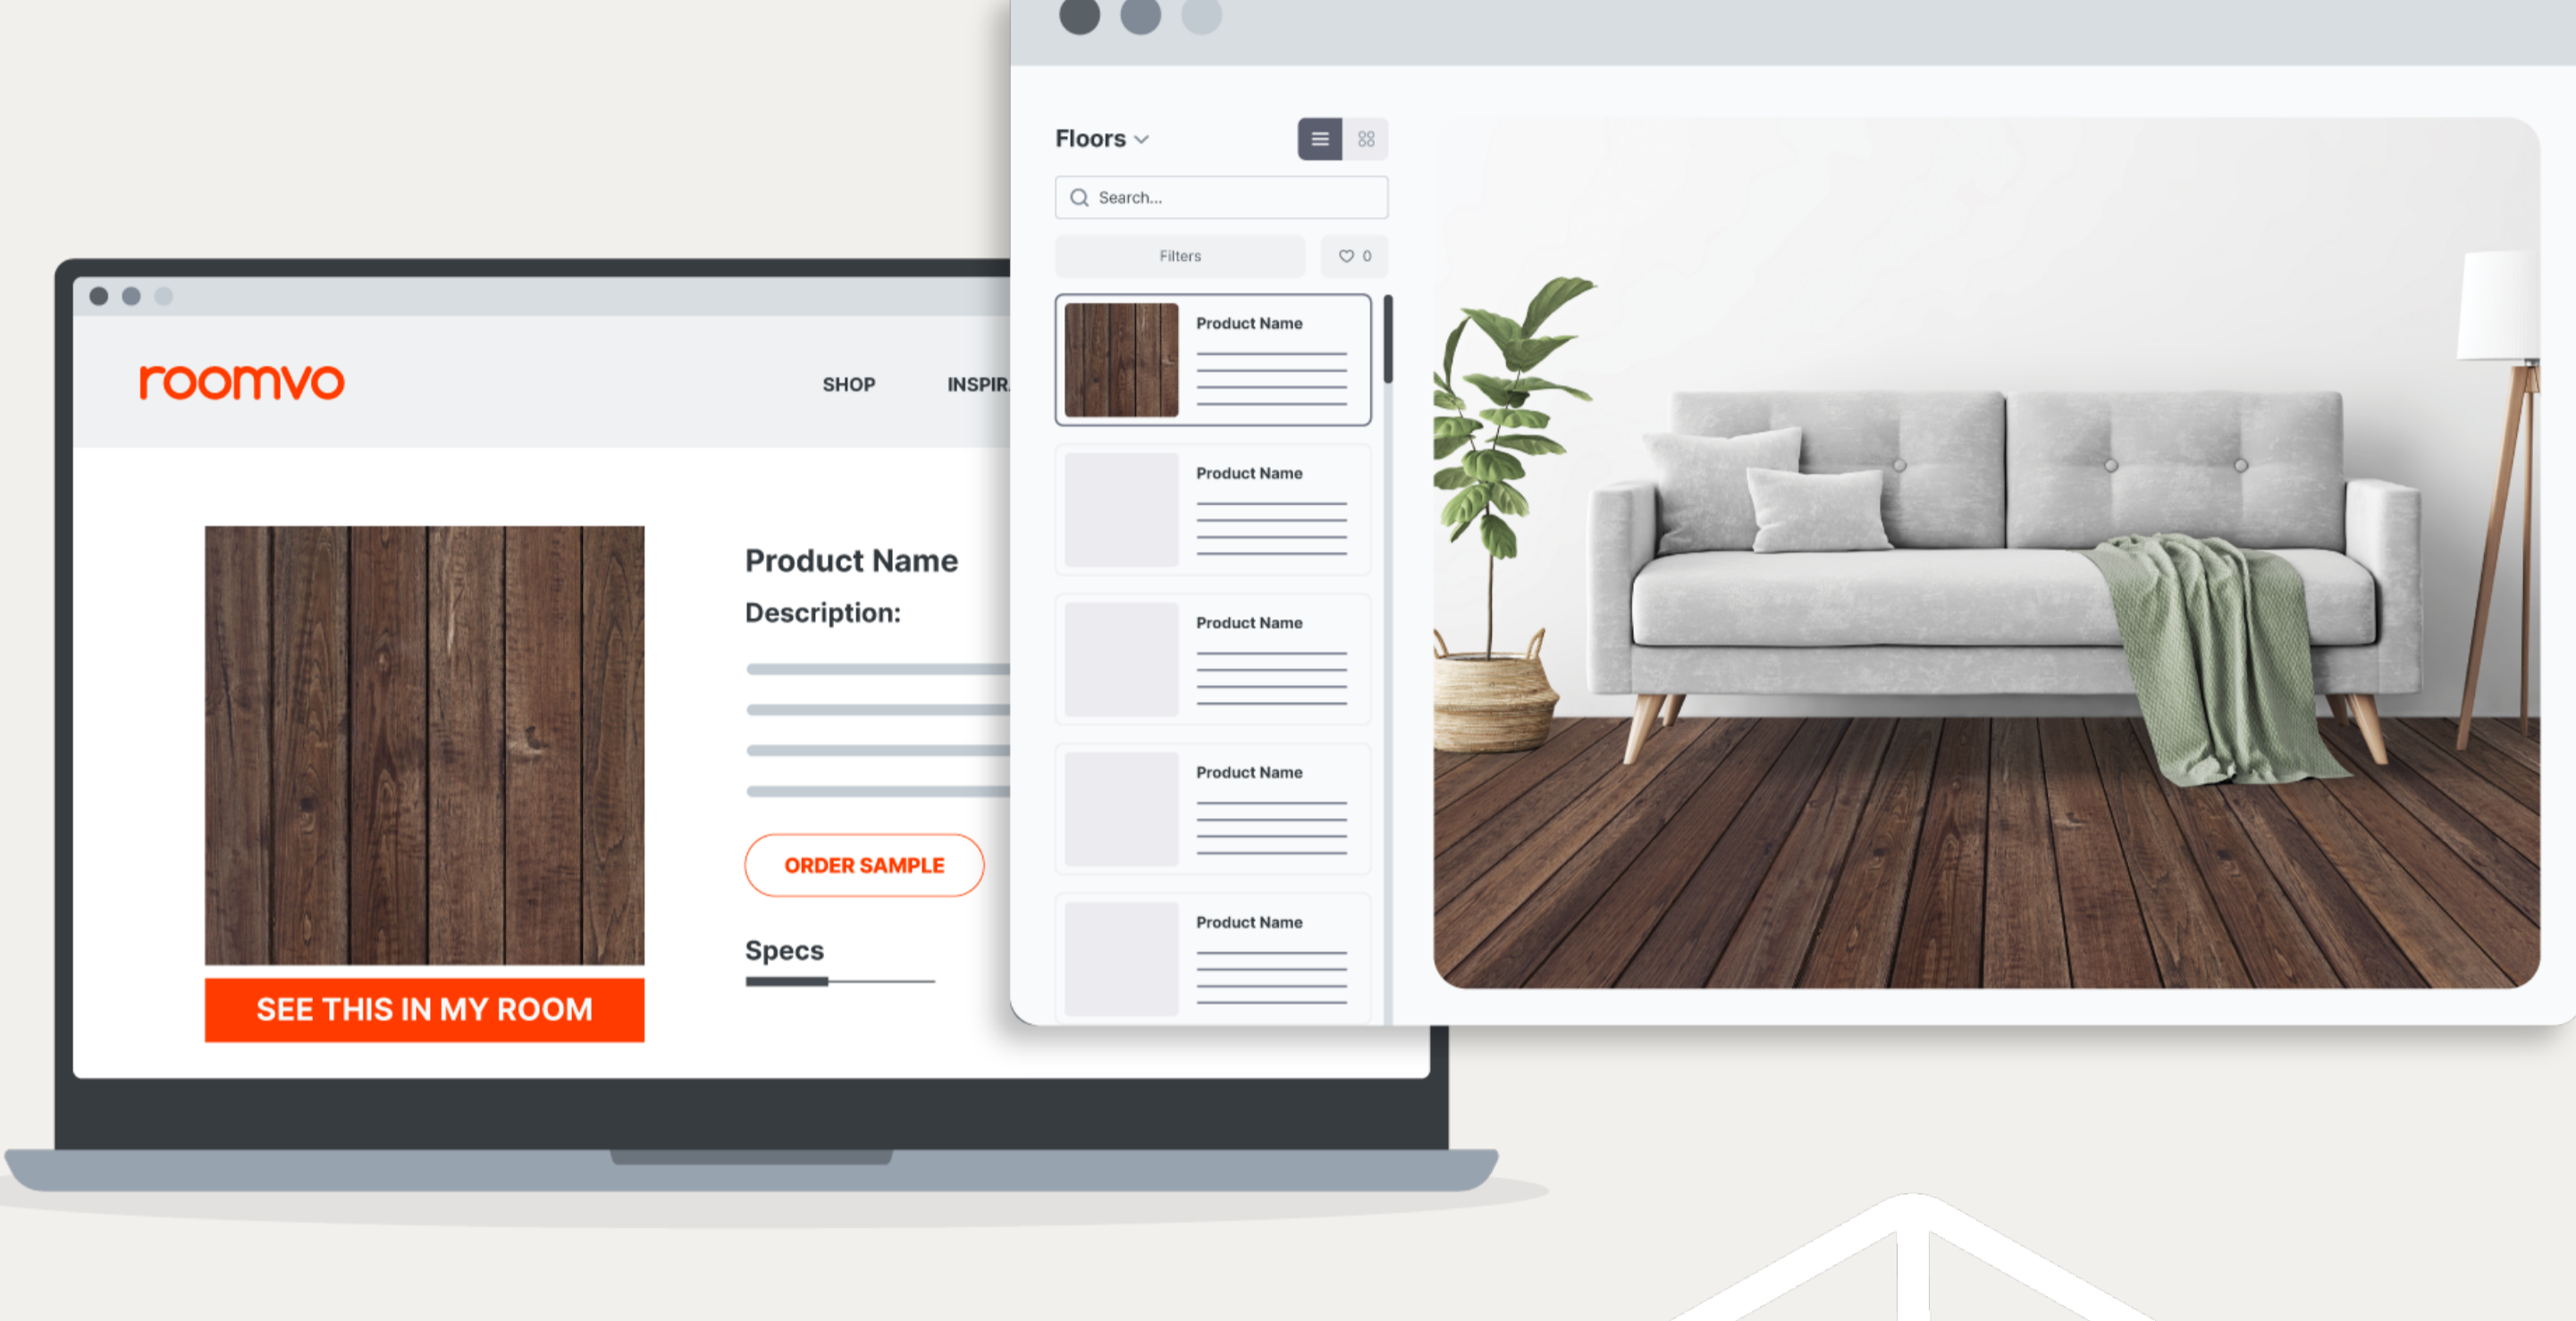 roomvo
SHOP
Product Name
Description:
ORDER SAMPLE
Specs
SEE THIS IN MY ROOM
Floors
Search...
Filters
0
Product Name
Product Name
Product Name
Product Name
Product Name